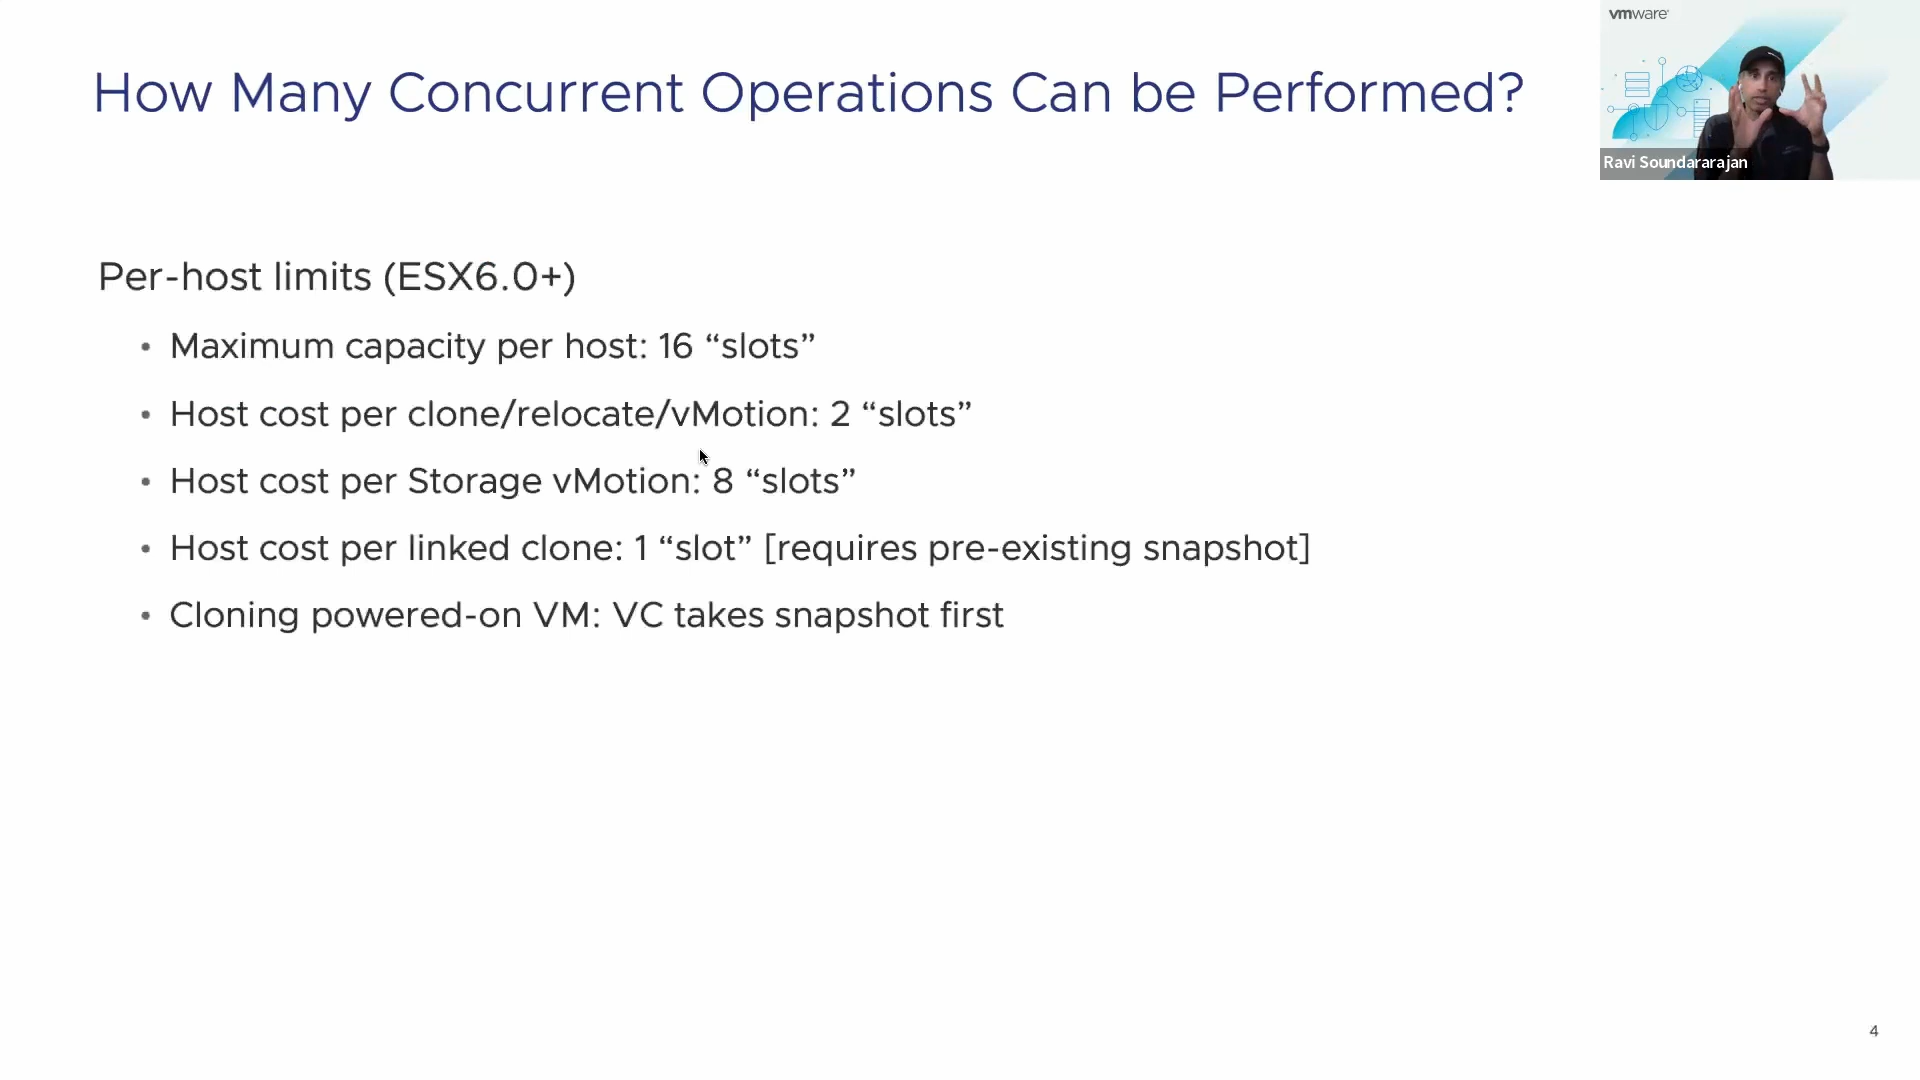 vmware®
How Many Concurrent Operations Can be Performed?
Ravi Soundararajan
Per-host limits (ESX6.0+)
• Maximum capacity per host: 16 “slots”
• Host cost per clone/relocate/vMotion: 2 “slots”
• Host cost per Storage vMotion: 8 “slots”
• Host cost per linked clone: 1 “slot” [requires pre-existing snapshot]
• Cloning powered-on VM: VC takes snapshot first
4